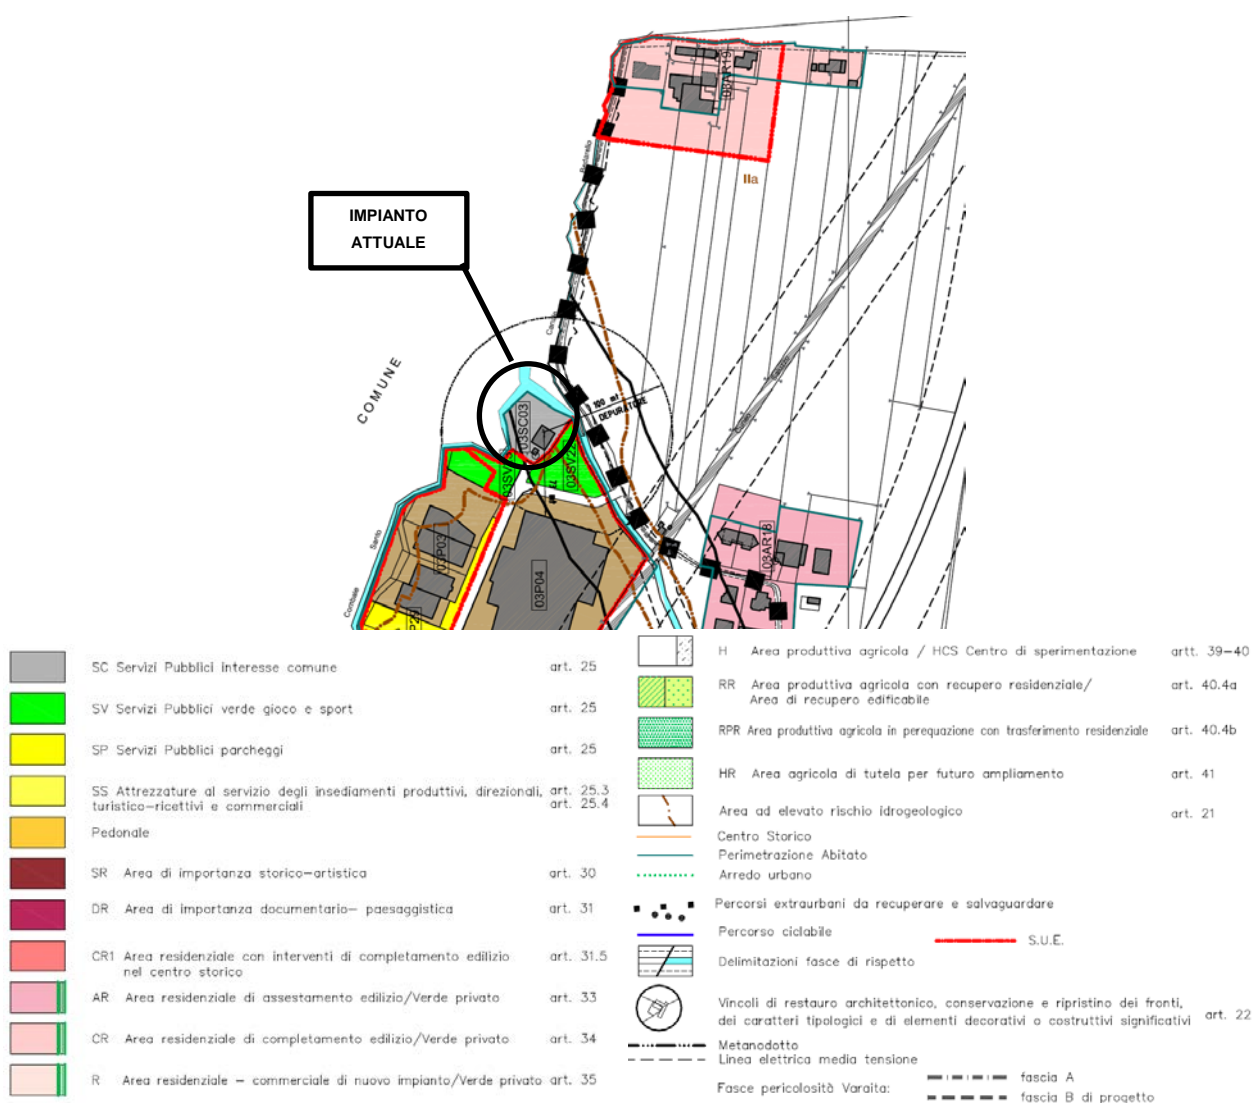 IMPIANTO
ATTUALE
COMUNE
03AR19
IIa
100 mt
DEPURATORE
03SC03
03SV22
03P03
03P04
03AR18
Santo
SC Servizi Pubblici interesse comune art. 25
SV Servizi Pubblici verde gioco e sport art. 25
SP Servizi Pubblici parcheggi art. 25
SS Attrezzature al servizio degli insediamenti produttivi, direzionali, art. 25.3
turistico-ricettivi e commerciali art. 25.4
Pedonale
SR Area di importanza storico-artistica art. 30
DR Area di importanza documentario- paesaggistica art. 31
CR1 Area residenziale con interventi di completamento edilizio art. 31.5
nel centro storico
AR Area residenziale di assestamento edilizio/Verde privato art. 33
CR Area residenziale di completamento edilizio/Verde privato art. 34
R Area residenziale - commerciale di nuovo impianto/Verde privato art. 35
H Area produttiva agricola / HCS Centro di sperimentazione artt. 39-40
RR Area produttiva agricola con recupero residenziale/ art. 40.4a
Area di recupero edificabile
RPR Area produttiva agricola in perequazione con trasferimento residenziale art. 40.4b
HR Area agricola di tutela per futuro ampliamento art. 41
Area ad elevato rischio idrogeologico art. 21
Centro Storico
Perimetrazione Abitato
Arredo urbano
Percorsi extraurbani da recuperare e salvaguardare
Percorso ciclabile
S.U.E.
Delimitazioni fasce di rispetto
Vincoli di restauro architettonico, conservazione e ripristino dei fronti,
dei caratteri tipologici e di elementi decorativi o costruttivi significativi art. 22
Metanodotto
Linea elettrica media tensione
Fasce pericolosità Varaita: fascia A
fascia B di progetto